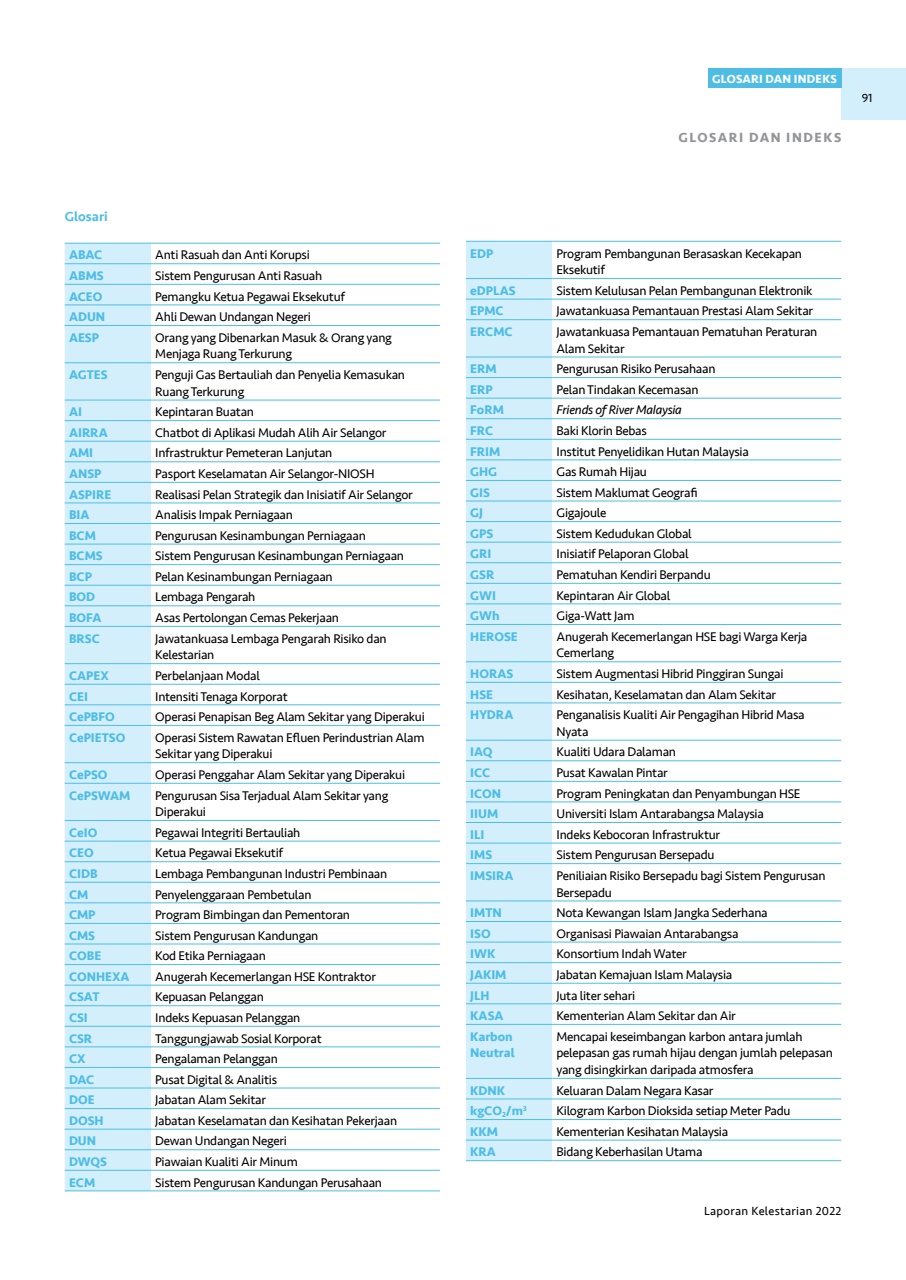 GLOSARI DAN INDEKS
91
GLOSARI DAN INDEKS
Glosari
ABAC Anti Rasuah dan Anti Korupsi
ABMS Sistem Pengurusan Anti Rasuah
ACEO Pemangku Ketua Pegawai Eksekutuf
ADUN Ahli Dewan Undangan Negeri
AESP Orang yang Dibenarkan Masuk & Orang yang
Menjaga Ruang Terkurung
AGTES Penguji Gas Bertauliah dan Penyelia Kemasukan
Ruang Terkurung
AI Kepintaran Buatan
AIRRA Chatbot di Aplikasi Mudah Alih Air Selangor
AMI Infrastruktur Pemeteran Lanjutan
ANSP Pasport Keselamatan Air Selangor-NIOSH
ASPIRE Realisasi Pelan Strategik dan Inisiatif Air Selangor
BIA Analisis Impak Perniagaan
BCM Pengurusan Kesinambungan Perniagaan
BCMS Sistem Pengurusan Kesinambungan Perniagaan
BCP Pelan Kesinambungan Perniagaan
BOD Lembaga Pengarah
BOFA Asas Pertolongan Cemas Pekerjaan
BRSC Jawatankuasa Lembaga Pengarah Risiko dan
Kelestarian
CAPEX Perbelanjaan Modal
CEI Intensiti Tenaga Korporat
CePBFO Operasi Penapisan Beg Alam Sekitar yang Diperakui
CePIETSO Operasi Sistem Rawatan Efluen Perindustrian Alam
Sekitar yang Diperakui
CePSO Operasi Penggahar Alam Sekitar yang Diperakui
CePSWAM Pengurusan Sisa Terjadual Alam Sekitar yang
Diperakui
CeIO Pegawai Integriti Bertauliah
CEO Ketua Pegawai Eksekutif
CIDB Lembaga Pembangunan Industri Pembinaan
CM Penyelenggaraan Pembetulan
CMP Program Bimbingan dan Pementoran
CMS Sistem Pengurusan Kandungan
COBE Kod Etika Perniagaan
CONHEXA Anugerah Kecemerlangan HSE Kontraktor
CSAT Kepuasan Pelanggan
CSI Indeks Kepuasan Pelanggan
CSR Tanggungjawab Sosial Korporat
CX Pengalaman Pelanggan
DAC Pusat Digital & Analitis
DOE Jabatan Alam Sekitar
DOSH Jabatan Keselamatan dan Kesihatan Pekerjaan
DUN Dewan Undangan Negeri
DWQS Piawaian Kualiti Air Minum
ECM Sistem Pengurusan Kandungan Perusahaan
EDP Program Pembangunan Berasaskan Kecekapan
Eksekutif
eDPLAS Sistem Kelulusan Pelan Pembangunan Elektronik
EPMC Jawatankuasa Pemantauan Prestasi Alam Sekitar
ERCMC Jawatankuasa Pemantauan Pematuhan Peraturan
Alam Sekitar
ERM Pengurusan Risiko Perusahaan
ERP Pelan Tindakan Kecemasan
FoRM Friends of River Malaysia
FRC Baki Klorin Bebas
FRIM Institut Penyelidikan Hutan Malaysia
GHG Gas Rumah Hijau
GIS Sistem Maklumat Geografi
GJ Gigajoule
GPS Sistem Kedudukan Global
GRI Inisiatif Pelaporan Global
GSR Pematuhan Kendiri Berpandu
GWI Kepintaran Air Global
GWh Giga-Watt Jam
HEROSE Anugerah Kecemerlangan HSE bagi Warga Kerja
Cemerlang
HORAS Sistem Augmentasi Hibrid Pinggiran Sungai
HSE Kesihatan, Keselamatan dan Alam Sekitar
HYDRA Penganalisis Kualiti Air Pengagihan Hibrid Masa
Nyata
IAQ Kualiti Udara Dalaman
ICC Pusat Kawalan Pintar
ICON Program Peningkatan dan Penyambungan HSE
IIUM Universiti Islam Antarabangsa Malaysia
ILI Indeks Kebocoran Infrastruktur
IMS Sistem Pengurusan Bersepadu
IMSIRA Peniliaian Risiko Bersepadu bagi Sistem Pengurusan
Bersepadu
IMTN Nota Kewangan Islam Jangka Sederhana
ISO Organisasi Piawaian Antarabangsa
IWK Konsortium Indah Water
JAKIM Jabatan Kemajuan Islam Malaysia
JLH Juta liter sehari
KASA Kementerian Alam Sekitar dan Air
Karbon Mencapai keseimbangan karbon antara jumlah
Neutral pelepasan gas rumah hijau dengan jumlah pelepasan
yang disingkirkan daripada atmosfera
KDNK Keluaran Dalam Negara Kasar
kgCO₂/m³ Kilogram Karbon Dioksida setiap Meter Padu
KKM Kementerian Kesihatan Malaysia
KRA Bidang Keberhasilan Utama
Laporan Kelestarian 2022